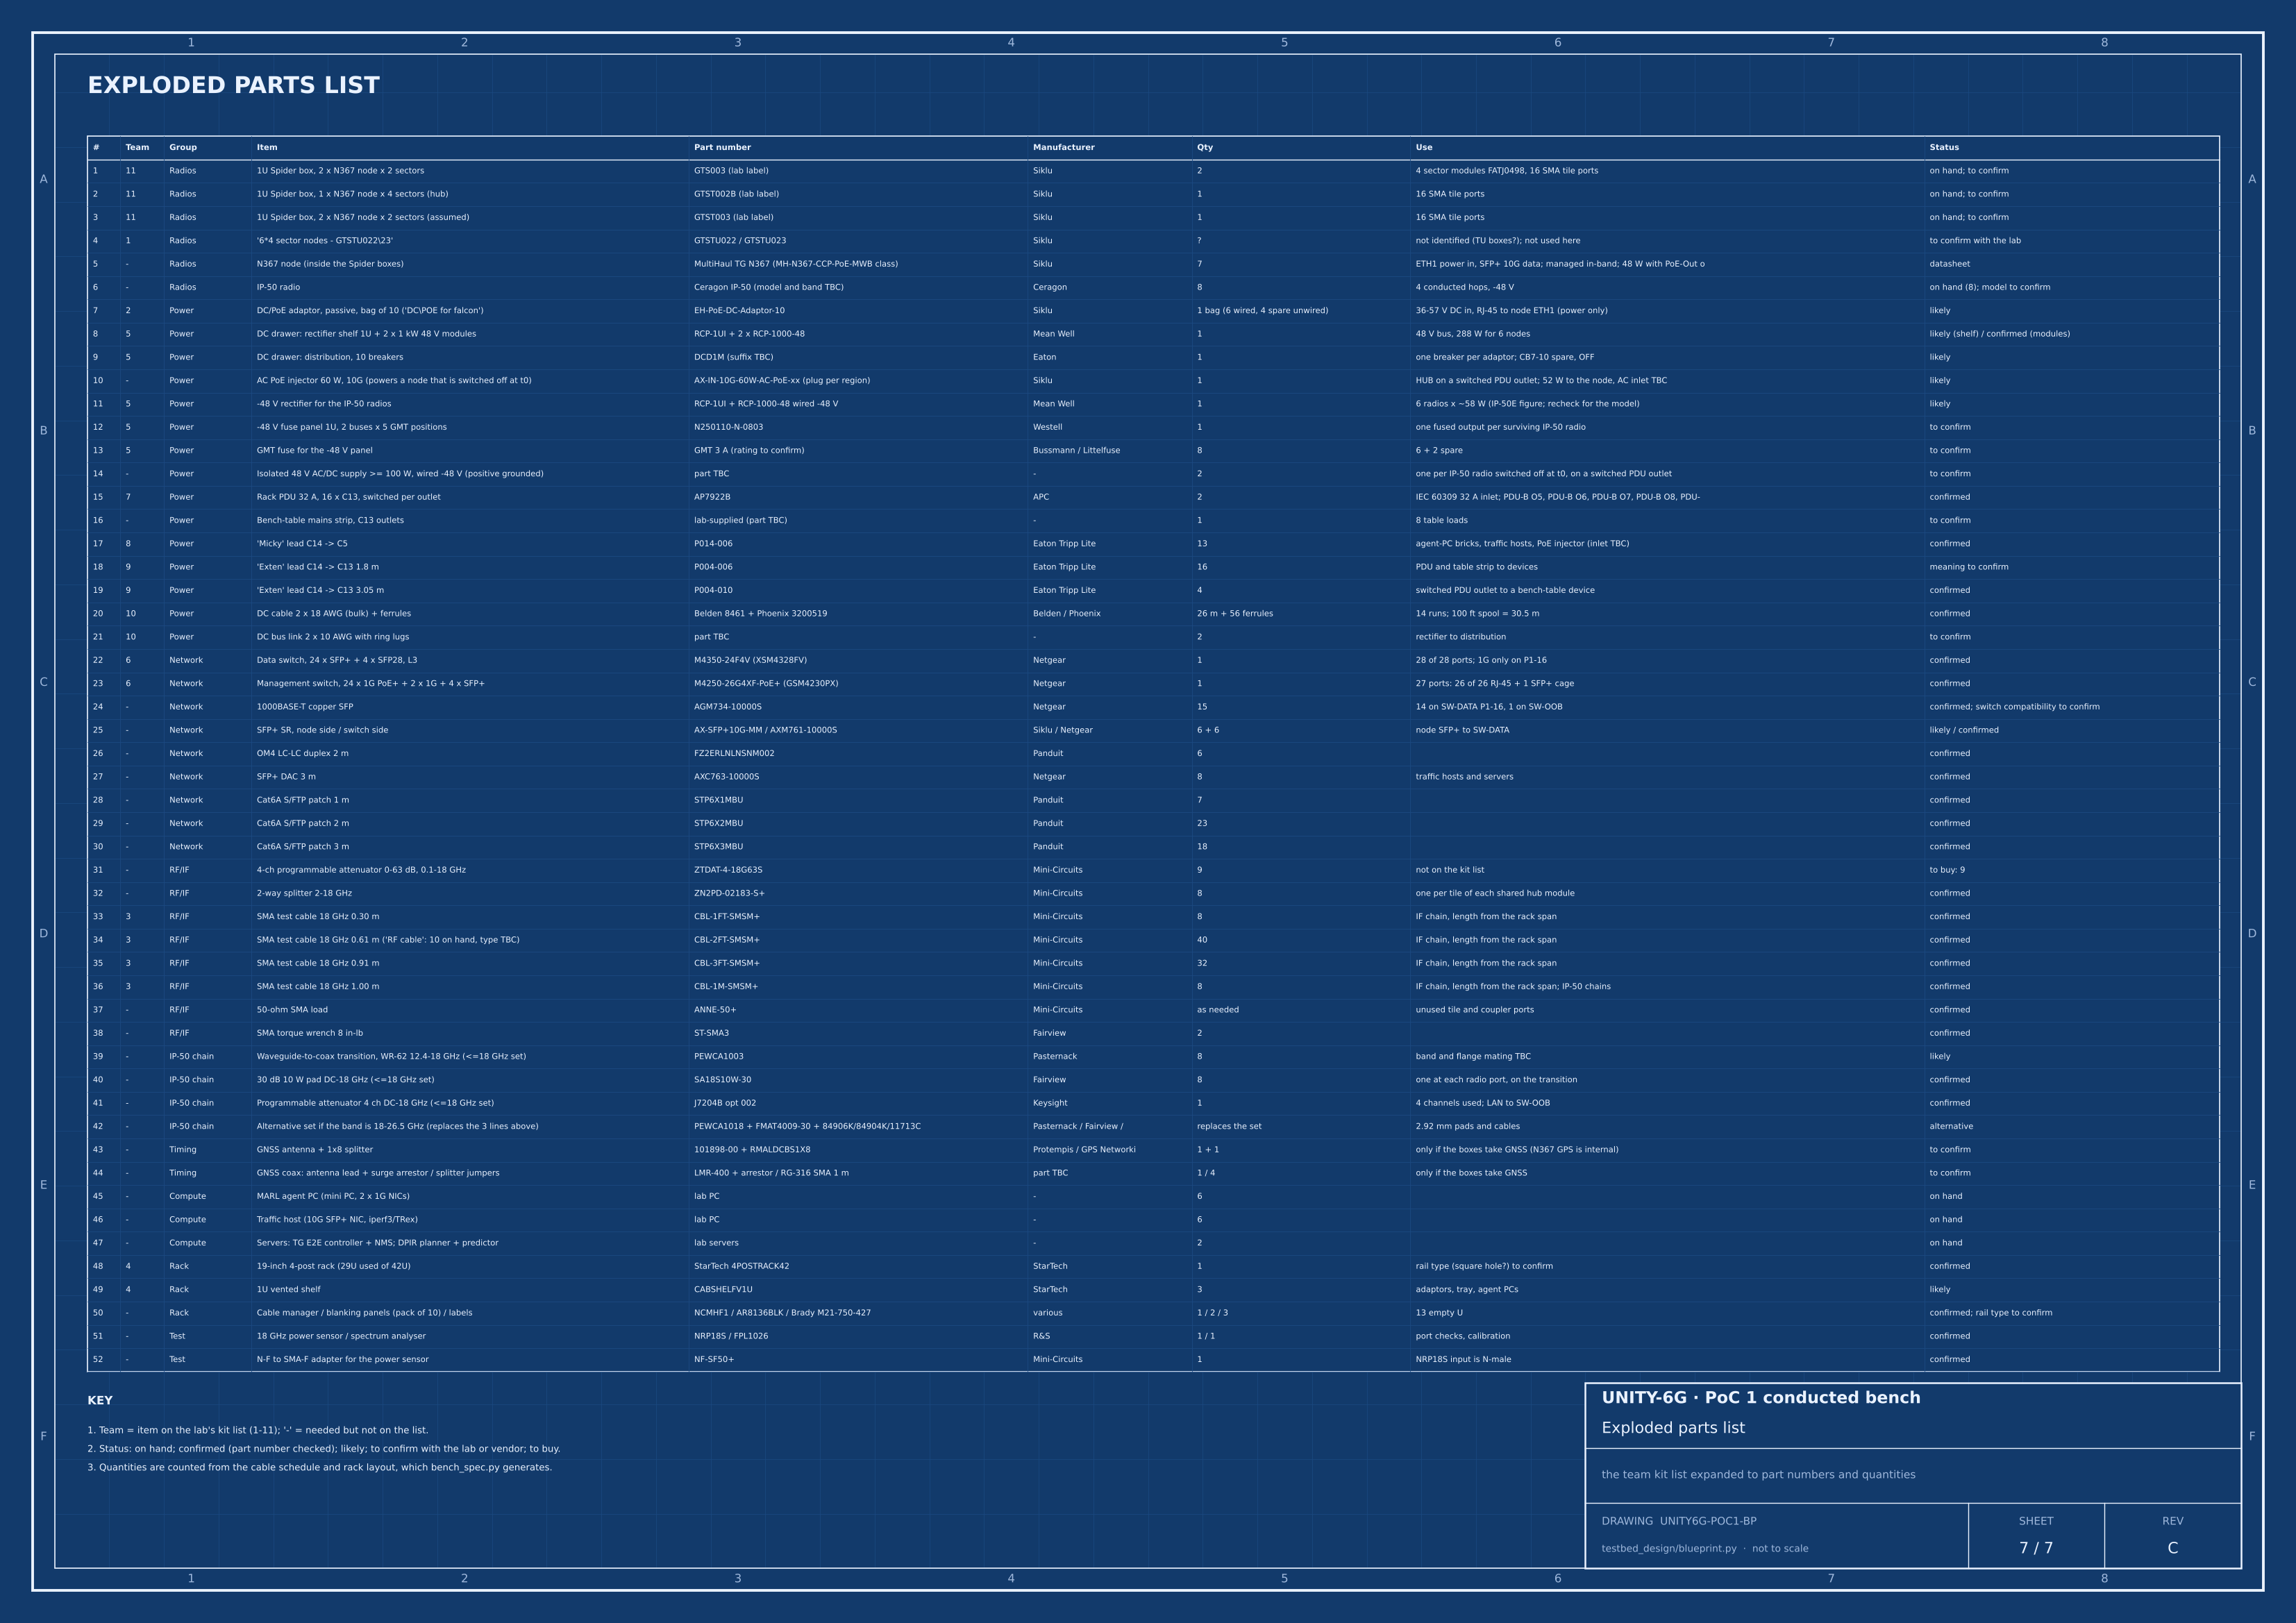 1 2 3 4 5 6 7 8
EXPLODED PARTS LIST
# Team Group Item Part number Manufacturer Qty Use Status
1 11 Radios 1U Spider box, 2 x N367 node x 2 sectors GTS003 (lab label) Siklu 2 4 sector modules FATJ0498, 16 SMA tile ports on hand; to confirm
A A
2 11 Radios 1U Spider box, 1 x N367 node x 4 sectors (hub) GTST002B (lab label) Siklu 1 16 SMA tile ports on hand; to confirm
3 11 Radios 1U Spider box, 2 x N367 node x 2 sectors (assumed) GTST003 (lab label) Siklu 1 16 SMA tile ports on hand; to confirm
4 1 Radios '6*4 sector nodes - GTSTU022\23' GTSTU022 / GTSTU023 Siklu ? not identified (TU boxes?); not used here to confirm with the lab
5 - Radios N367 node (inside the Spider boxes) MultiHaul TG N367 (MH-N367-CCP-PoE-MWB class) Siklu 7 ETH1 power in, SFP+ 10G data; managed in-band; 48 W with PoE-Out o datasheet
6 - Radios IP-50 radio Ceragon IP-50 (model and band TBC) Ceragon 8 4 conducted hops, -48 V on hand (8); model to confirm
7 2 Power DC/PoE adaptor, passive, bag of 10 ('DC\POE for falcon') EH-PoE-DC-Adaptor-10 Siklu 1 bag (6 wired, 4 spare unwired) 36-57 V DC in, RJ-45 to node ETH1 (power only) likely
8 5 Power DC drawer: rectifier shelf 1U + 2 x 1 kW 48 V modules RCP-1UI + 2 x RCP-1000-48 Mean Well 1 48 V bus, 288 W for 6 nodes likely (shelf) / confirmed (modules)
9 5 Power DC drawer: distribution, 10 breakers DCD1M (suffix TBC) Eaton 1 one breaker per adaptor; CB7-10 spare, OFF likely
10 - Power AC PoE injector 60 W, 10G (powers a node that is switched off at t0) AX-IN-10G-60W-AC-PoE-xx (plug per region) Siklu 1 HUB on a switched PDU outlet; 52 W to the node, AC inlet TBC likely
11 5 Power -48 V rectifier for the IP-50 radios RCP-1UI + RCP-1000-48 wired -48 V Mean Well 1 6 radios x ~58 W (IP-50E figure; recheck for the model) likely
12 5 Power -48 V fuse panel 1U, 2 buses x 5 GMT positions N250110-N-0803 Westell 1 one fused output per surviving IP-50 radio to confirm
B B
13 5 Power GMT fuse for the -48 V panel GMT 3 A (rating to confirm) Bussmann / Littelfuse 8 6 + 2 spare to confirm
14 - Power Isolated 48 V AC/DC supply >= 100 W, wired -48 V (positive grounded) part TBC - 2 one per IP-50 radio switched off at t0, on a switched PDU outlet to confirm
15 7 Power Rack PDU 32 A, 16 x C13, switched per outlet AP7922B APC 2 IEC 60309 32 A inlet; PDU-B O5, PDU-B O6, PDU-B O7, PDU-B O8, PDU- confirmed
16 - Power Bench-table mains strip, C13 outlets lab-supplied (part TBC) - 1 8 table loads to confirm
17 8 Power 'Micky' lead C14 -> C5 P014-006 Eaton Tripp Lite 13 agent-PC bricks, traffic hosts, PoE injector (inlet TBC) confirmed
18 9 Power 'Exten' lead C14 -> C13 1.8 m P004-006 Eaton Tripp Lite 16 PDU and table strip to devices meaning to confirm
19 9 Power 'Exten' lead C14 -> C13 3.05 m P004-010 Eaton Tripp Lite 4 switched PDU outlet to a bench-table device confirmed
20 10 Power DC cable 2 x 18 AWG (bulk) + ferrules Belden 8461 + Phoenix 3200519 Belden / Phoenix 26 m + 56 ferrules 14 runs; 100 ft spool = 30.5 m confirmed
21 10 Power DC bus link 2 x 10 AWG with ring lugs part TBC - 2 rectifier to distribution to confirm
22 6 Network Data switch, 24 x SFP+ + 4 x SFP28, L3 M4350-24F4V (XSM4328FV) Netgear 1 28 of 28 ports; 1G only on P1-16 confirmed
C C
23 6 Network Management switch, 24 x 1G PoE+ + 2 x 1G + 4 x SFP+ M4250-26G4XF-PoE+ (GSM4230PX) Netgear 1 27 ports: 26 of 26 RJ-45 + 1 SFP+ cage confirmed
24 - Network 1000BASE-T copper SFP AGM734-10000S Netgear 15 14 on SW-DATA P1-16, 1 on SW-OOB confirmed; switch compatibility to confirm
25 - Network SFP+ SR, node side / switch side AX-SFP+10G-MM / AXM761-10000S Siklu / Netgear 6 + 6 node SFP+ to SW-DATA likely / confirmed
26 - Network OM4 LC-LC duplex 2 m FZ2ERLNLNSNM002 Panduit 6 confirmed
27 - Network SFP+ DAC 3 m AXC763-10000S Netgear 8 traffic hosts and servers confirmed
28 - Network Cat6A S/FTP patch 1 m STP6X1MBU Panduit 7 confirmed
29 - Network Cat6A S/FTP patch 2 m STP6X2MBU Panduit 23 confirmed
30 - Network Cat6A S/FTP patch 3 m STP6X3MBU Panduit 18 confirmed
31 - RF/IF 4-ch programmable attenuator 0-63 dB, 0.1-18 GHz ZTDAT-4-18G63S Mini-Circuits 9 not on the kit list to buy: 9
32 - RF/IF 2-way splitter 2-18 GHz ZN2PD-02183-S+ Mini-Circuits 8 one per tile of each shared hub module confirmed
33 3 RF/IF SMA test cable 18 GHz 0.30 m CBL-1FT-SMSM+ Mini-Circuits 8 IF chain, length from the rack span confirmed
D D
34 3 RF/IF SMA test cable 18 GHz 0.61 m ('RF cable': 10 on hand, type TBC) CBL-2FT-SMSM+ Mini-Circuits 40 IF chain, length from the rack span confirmed
35 3 RF/IF SMA test cable 18 GHz 0.91 m CBL-3FT-SMSM+ Mini-Circuits 32 IF chain, length from the rack span confirmed
36 3 RF/IF SMA test cable 18 GHz 1.00 m CBL-1M-SMSM+ Mini-Circuits 8 IF chain, length from the rack span; IP-50 chains confirmed
37 - RF/IF 50-ohm SMA load ANNE-50+ Mini-Circuits as needed unused tile and coupler ports confirmed
38 - RF/IF SMA torque wrench 8 in-lb ST-SMA3 Fairview 2 confirmed
39 - IP-50 chain Waveguide-to-coax transition, WR-62 12.4-18 GHz (<=18 GHz set) PEWCA1003 Pasternack 8 band and flange mating TBC likely
40 - IP-50 chain 30 dB 10 W pad DC-18 GHz (<=18 GHz set) SA18S10W-30 Fairview 8 one at each radio port, on the transition confirmed
41 - IP-50 chain Programmable attenuator 4 ch DC-18 GHz (<=18 GHz set) J7204B opt 002 Keysight 1 4 channels used; LAN to SW-OOB confirmed
42 - IP-50 chain Alternative set if the band is 18-26.5 GHz (replaces the 3 lines above) PEWCA1018 + FMAT4009-30 + 84906K/84904K/11713C Pasternack / Fairview / replaces the set 2.92 mm pads and cables alternative
43 - Timing GNSS antenna + 1x8 splitter 101898-00 + RMALDCBS1X8 Protempis / GPS Networki 1 + 1 only if the boxes take GNSS (N367 GPS is internal) to confirm
44 - Timing GNSS coax: antenna lead + surge arrestor / splitter jumpers LMR-400 + arrestor / RG-316 SMA 1 m part TBC 1 / 4 only if the boxes take GNSS to confirm
E E
45 - Compute MARL agent PC (mini PC, 2 x 1G NICs) lab PC - 6 on hand
46 - Compute Traffic host (10G SFP+ NIC, iperf3/TRex) lab PC - 6 on hand
47 - Compute Servers: TG E2E controller + NMS; DPIR planner + predictor lab servers - 2 on hand
48 4 Rack 19-inch 4-post rack (29U used of 42U) StarTech 4POSTRACK42 StarTech 1 rail type (square hole?) to confirm confirmed
49 4 Rack 1U vented shelf CABSHELFV1U StarTech 3 adaptors, tray, agent PCs likely
50 - Rack Cable manager / blanking panels (pack of 10) / labels NCMHF1 / AR8136BLK / Brady M21-750-427 various 1 / 2 / 3 13 empty U confirmed; rail type to confirm
51 - Test 18 GHz power sensor / spectrum analyser NRP18S / FPL1026 R&S 1 / 1 port checks, calibration confirmed
52 - Test N-F to SMA-F adapter for the power sensor NF-SF50+ Mini-Circuits 1 NRP18S input is N-male confirmed
KEY
1. Team = item on the lab's kit list (1-11); '-' = needed but not on the list.
2. Status: on hand; confirmed (part number checked); likely; to confirm with the lab or vendor; to buy.
3. Quantities are counted from the cable schedule and rack layout, which bench_spec.py generates.
F F
UNITY-6G · PoC 1 conducted bench
Exploded parts list
the team kit list expanded to part numbers and quantities
DRAWING UNITY6G-POC1-BP SHEET REV
testbed_design/blueprint.py · not to scale 7 / 7 C
1 2 3 4 5 6 7 8